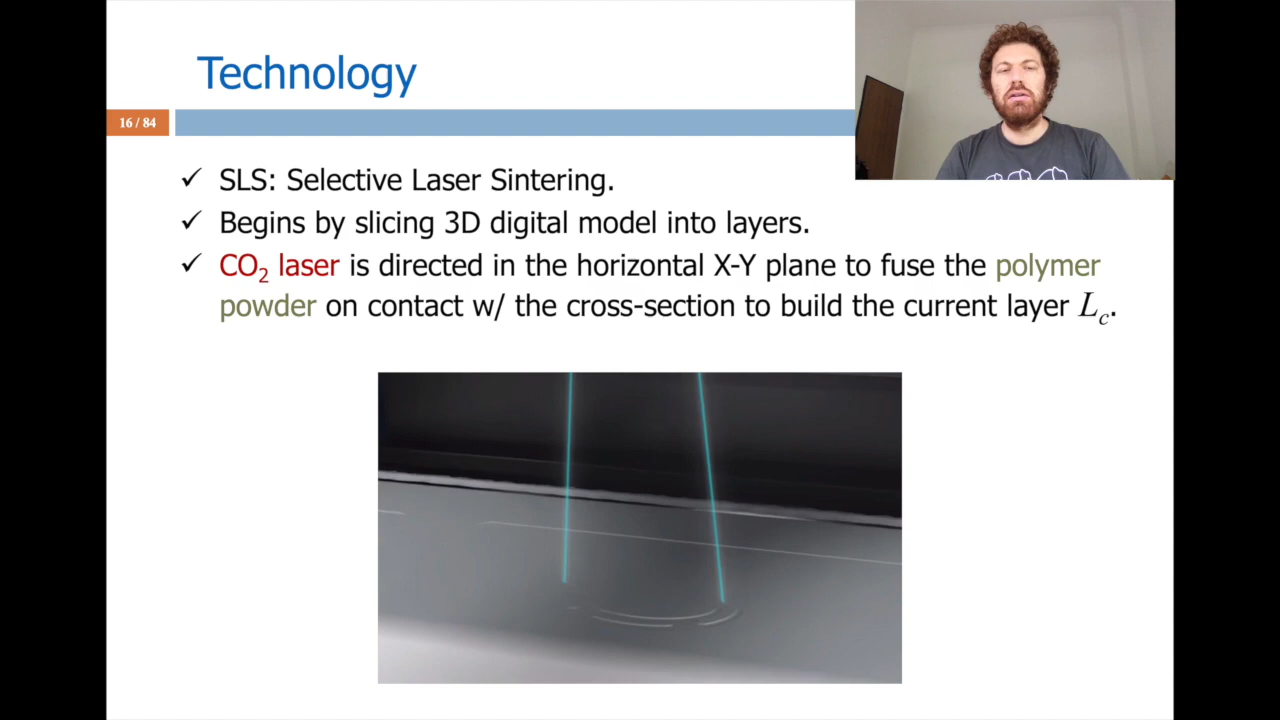 Technology
16 / 84
✓ SLS: Selective Laser Sintering.
✓ Begins by slicing 3D digital model into layers.
✓ CO₂ laser is directed in the horizontal X-Y plane to fuse the polymer
powder on contact w/ the cross-section to build the current layer L_c.